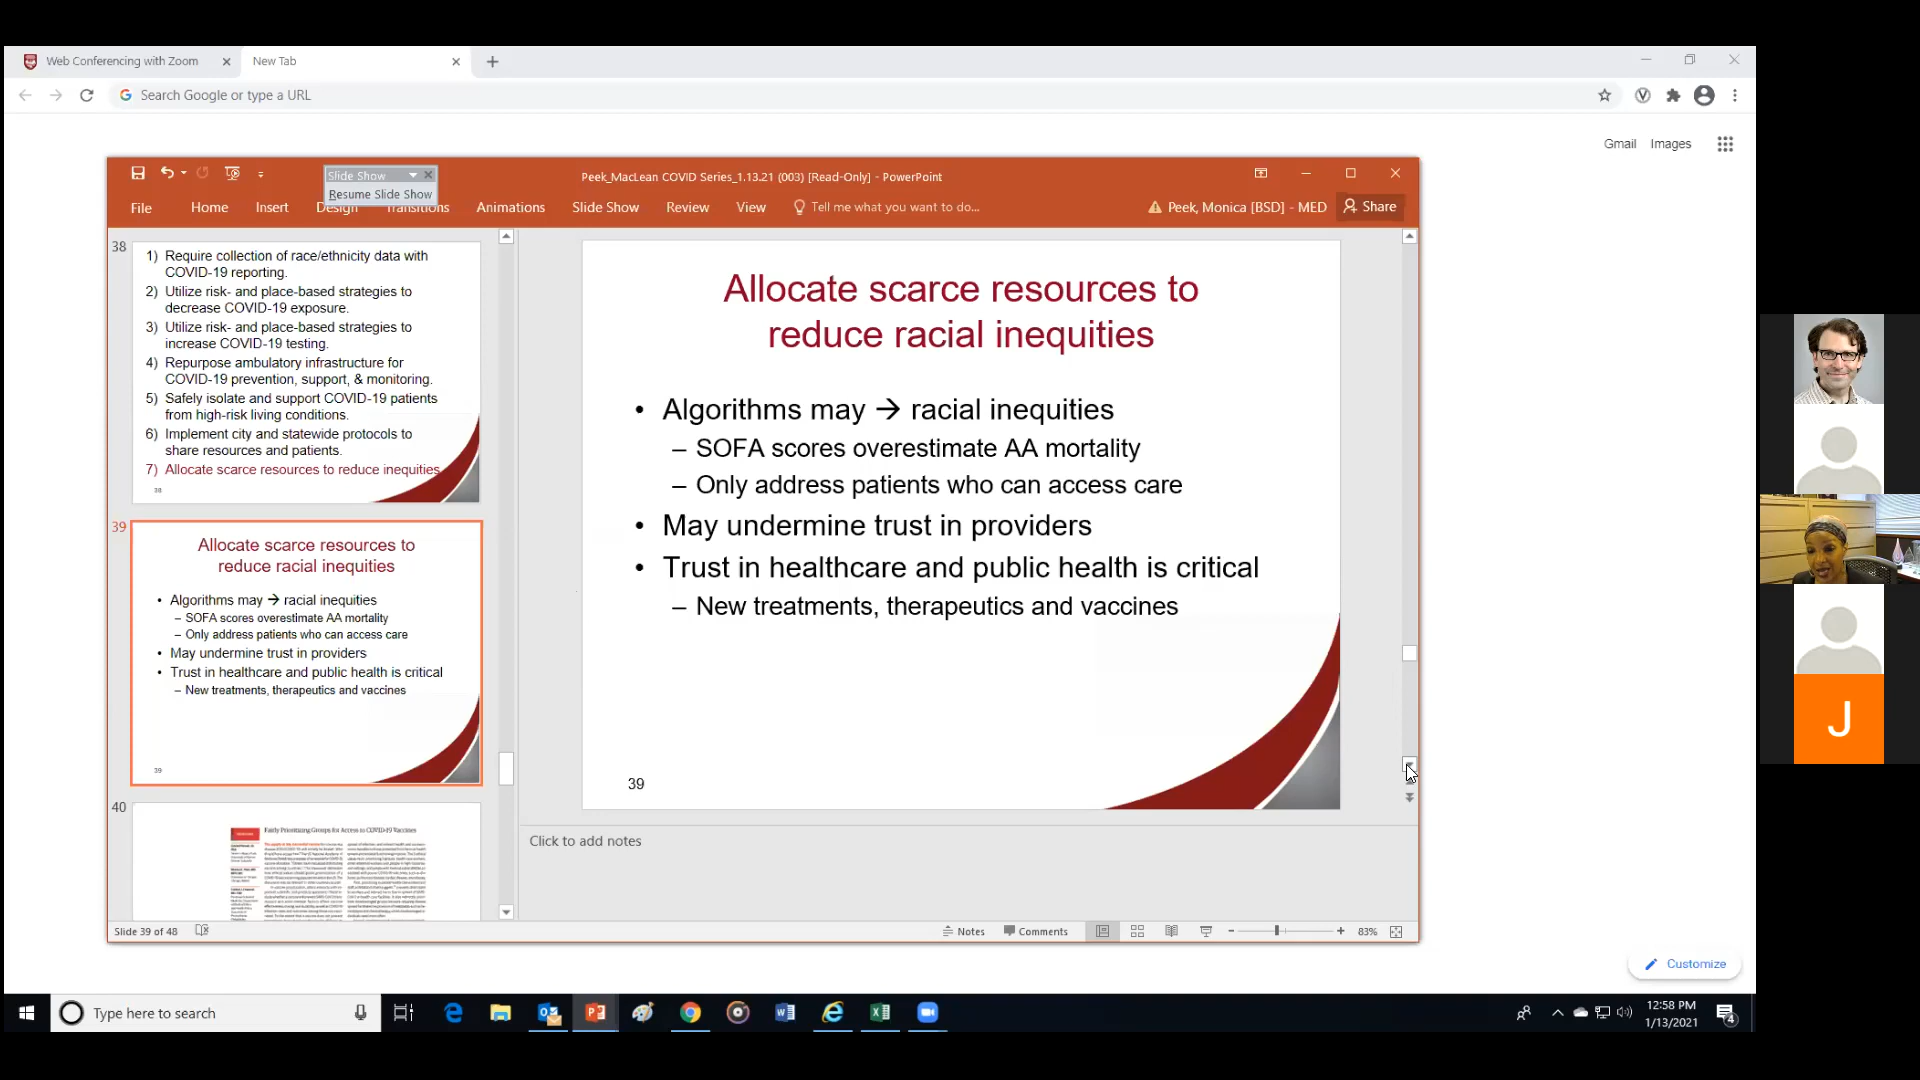 Web Conferencing with Zoom
New Tab
Search Google or type a URL
Gmail Images
Slide Show
Resume Slide Show
Peek_MacLean COVID Series_1.13.21 (003) [Read-Only] - PowerPoint
File Home Insert Design Transitions Animations Slide Show Review View Tell me what you want to do... Peek, Monica [BSD] - MED Share
38
1) Require collection of race/ethnicity data with
COVID-19 reporting.
2) Utilize risk- and place-based strategies to
decrease COVID-19 exposure.
3) Utilize risk- and place-based strategies to
increase COVID-19 testing.
4) Repurpose ambulatory infrastructure for
COVID-19 prevention, support, & monitoring.
5) Safely isolate and support COVID-19 patients
from high-risk living conditions.
6) Implement city and statewide protocols to
share resources and patients.
7) Allocate scarce resources to reduce inequities
38
39
Allocate scarce resources to
reduce racial inequities
• Algorithms may → racial inequities
– SOFA scores overestimate AA mortality
– Only address patients who can access care
• May undermine trust in providers
• Trust in healthcare and public health is critical
– New treatments, therapeutics and vaccines
39
40
Fairly Prioritizing Groups for Access to COVID-19 Vaccines
Allocate scarce resources to
reduce racial inequities
• Algorithms may → racial inequities
– SOFA scores overestimate AA mortality
– Only address patients who can access care
• May undermine trust in providers
• Trust in healthcare and public health is critical
– New treatments, therapeutics and vaccines
39
Click to add notes
Slide 39 of 48 Notes Comments 83%
J
Customize
Type here to search
12:58 PM
1/13/2021
4